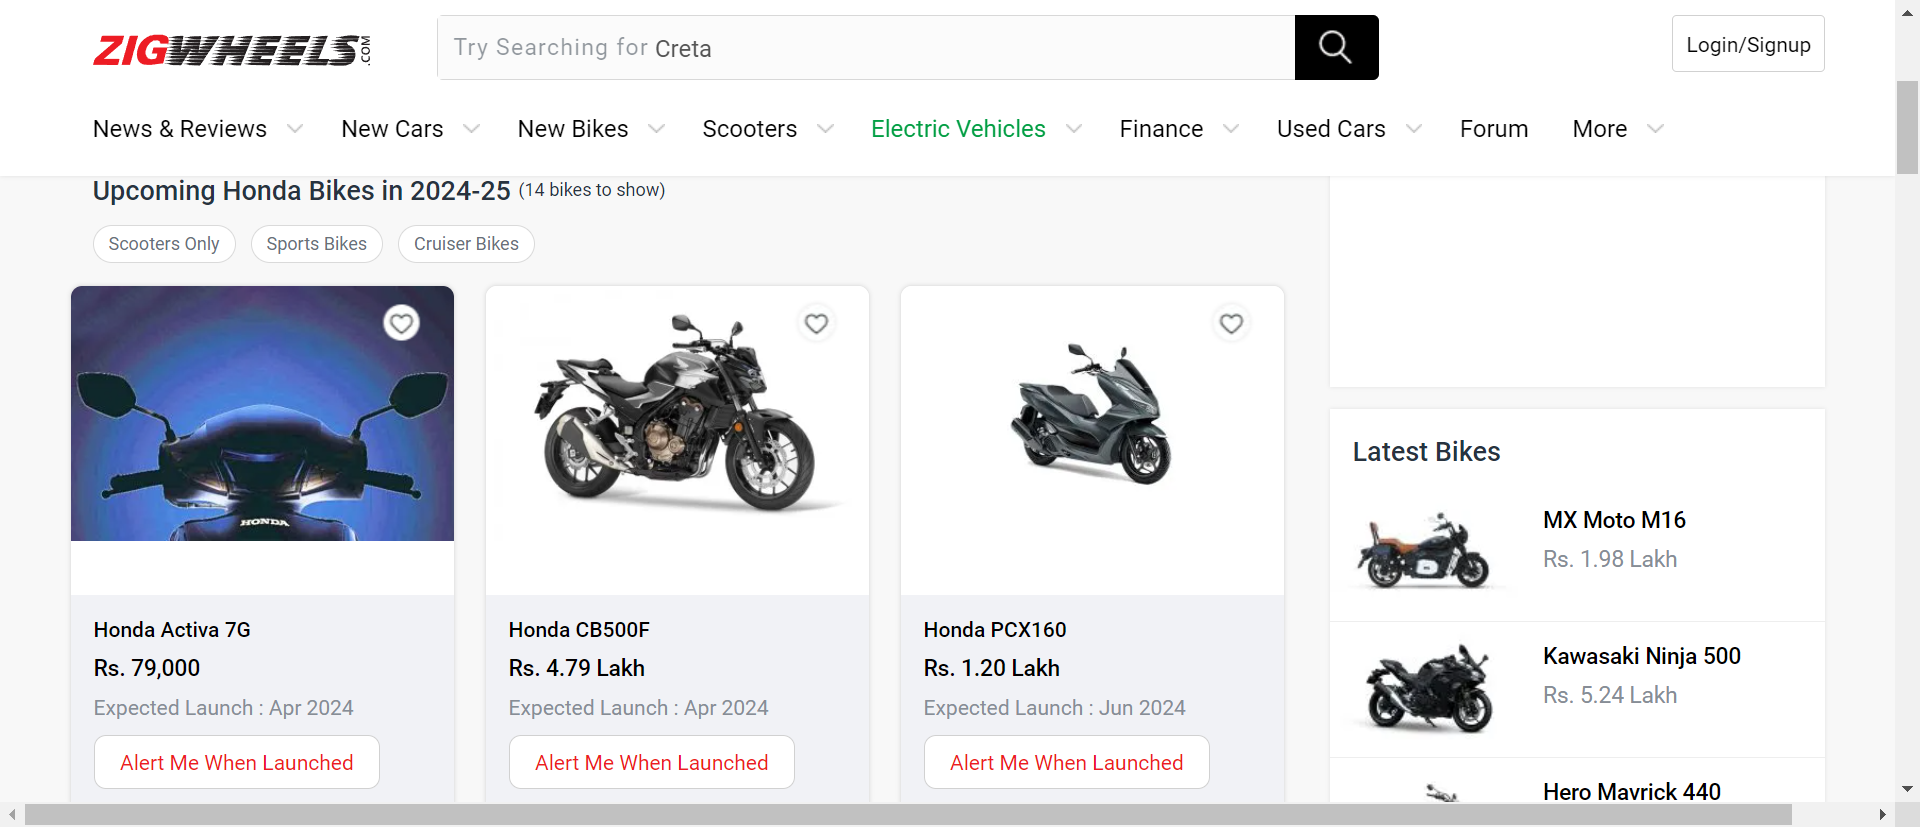 ZIGWHEELS.COM
Try Searching for Creta
Login/Signup
News & Reviews New Cars New Bikes Scooters Electric Vehicles Finance Used Cars Forum More
Upcoming Honda Bikes in 2024-25 (14 bikes to show)
Scooters Only Sports Bikes Cruiser Bikes
HONDA
Honda Activa 7G
Rs. 79,000
Expected Launch : Apr 2024
Alert Me When Launched
Honda CB500F
Rs. 4.79 Lakh
Expected Launch : Apr 2024
Alert Me When Launched
Honda PCX160
Rs. 1.20 Lakh
Expected Launch : Jun 2024
Alert Me When Launched
Latest Bikes
MX Moto M16
Rs. 1.98 Lakh
Kawasaki Ninja 500
Rs. 5.24 Lakh
Hero Mavrick 440